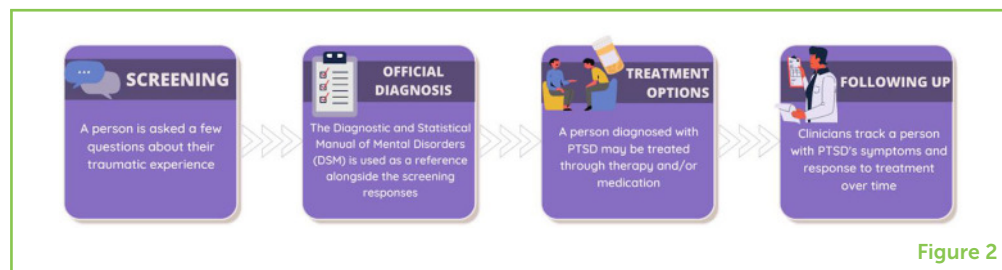 SCREENING
A person is asked a few
questions about their
traumatic experience
OFFICIAL
DIAGNOSIS
The Diagnostic and Statistical
Manual of Mental Disorders
(DSM) is used as a reference
alongside the screening
responses
TREATMENT
OPTIONS
A person diagnosed with
PTSD may be treated
through therapy and/or
medication
FOLLOWING UP
Clinicians track a person
with PTSD's symptoms and
response to treatment
over time
Figure 2